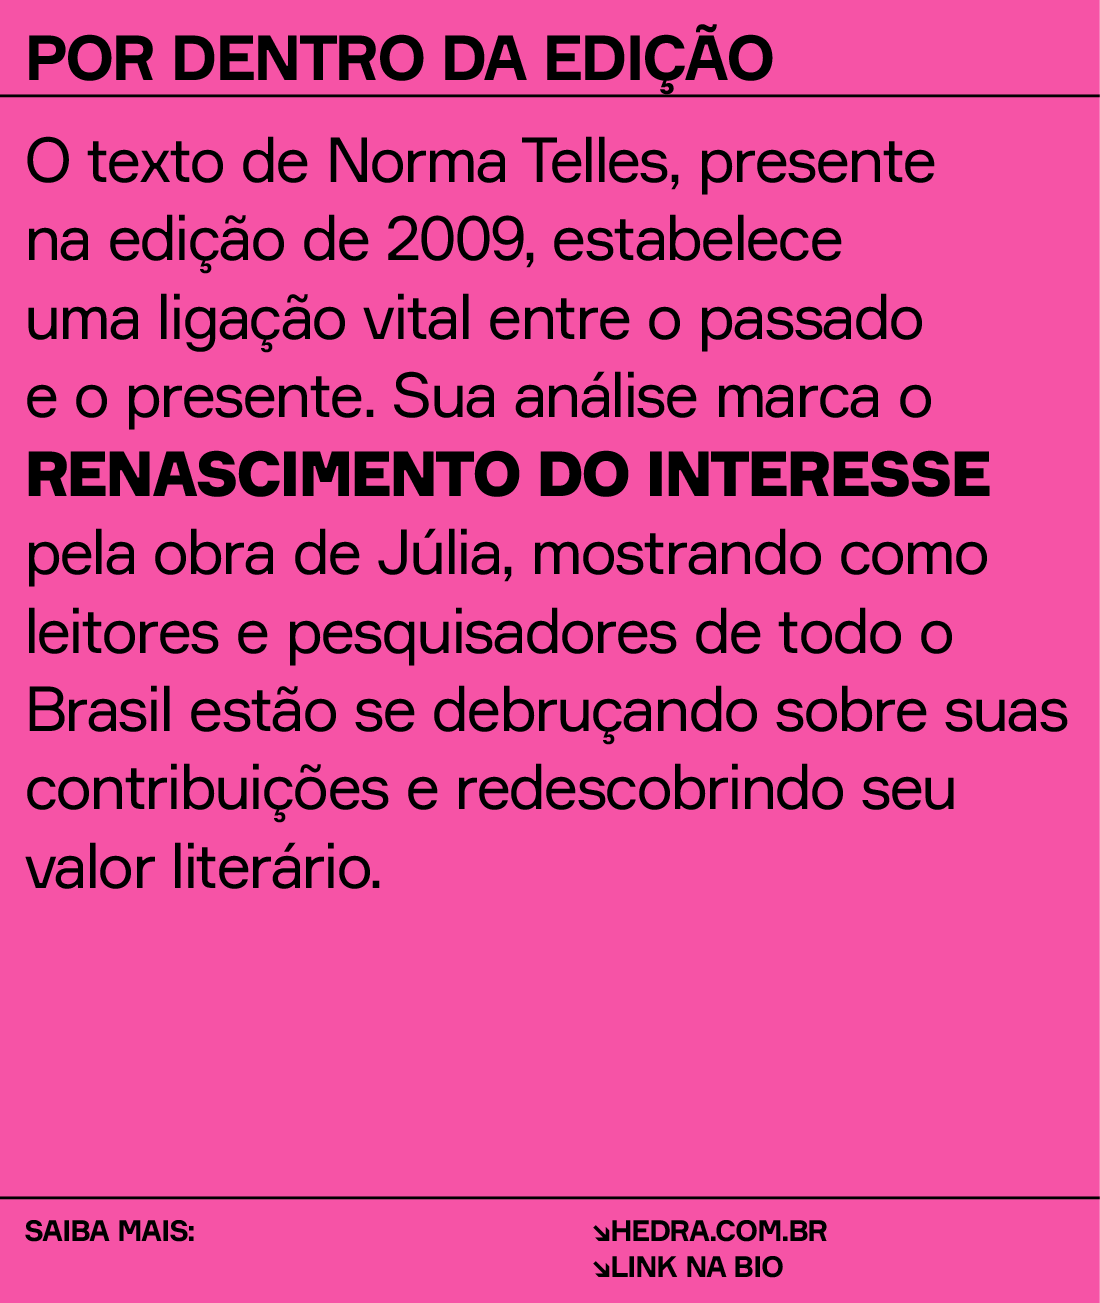 POR DENTRO DA EDIÇÃO
O texto de Norma Telles, presente
na edição de 2009, estabelece
uma ligação vital entre o passado
e o presente. Sua análise marca o
RENASCIMENTO DO INTERESSE
pela obra de Júlia, mostrando como
leitores e pesquisadores de todo o
Brasil estão se debruçando sobre suas
contribuições e redescobrindo seu
valor literário.
SAIBA MAIS:
↘HEDRA.COM.BR
↘LINK NA BIO